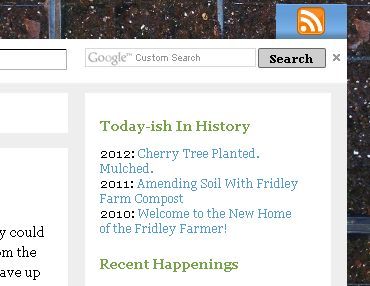 Google™ Custom Search
Search
×
Today-ish In History
2012: Cherry Tree Planted.
Mulched.
2011: Amending Soil With Fridley
Farm Compost
2010: Welcome to the New Home
of the Fridley Farmer!
y could
om the
ave up
Recent Happenings